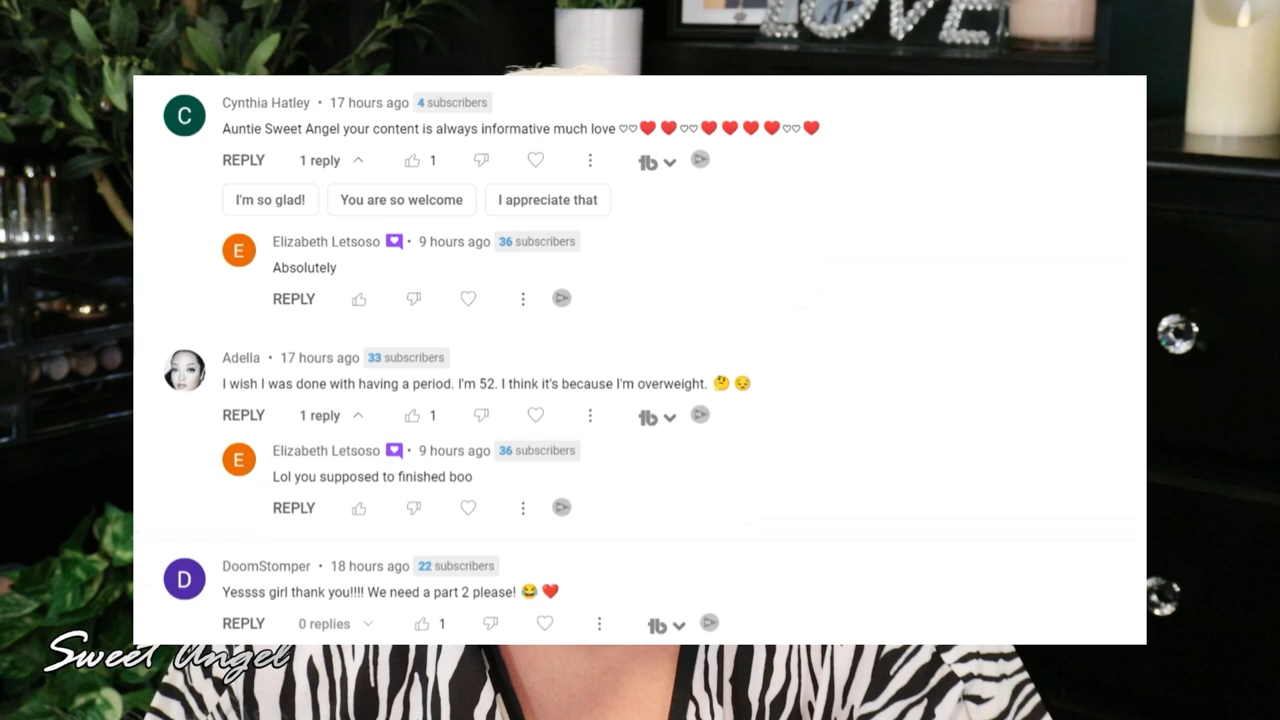 LOVE
C
Cynthia Hatley • 17 hours ago 4 subscribers
Auntie Sweet Angel your content is always informative much love ♡♡❤️ ❤️ ♡♡ ❤️ ❤️ ❤️ ❤️ ♡♡ ❤️
REPLY 1 reply 1
I'm so glad! You are so welcome I appreciate that
E
Elizabeth Letsoso • 9 hours ago 36 subscribers
Absolutely
REPLY
Adella • 17 hours ago 33 subscribers
I wish I was done with having a period. I'm 52. I think it's because I'm overweight. 🤔 😔
REPLY 1 reply 1
E
Elizabeth Letsoso • 9 hours ago 36 subscribers
Lol you supposed to finished boo
REPLY
D
DoomStomper • 18 hours ago 22 subscribers
Yessss girl thank you!!!! We need a part 2 please! 😂 ❤️
REPLY 0 replies 1
Sweet Angel